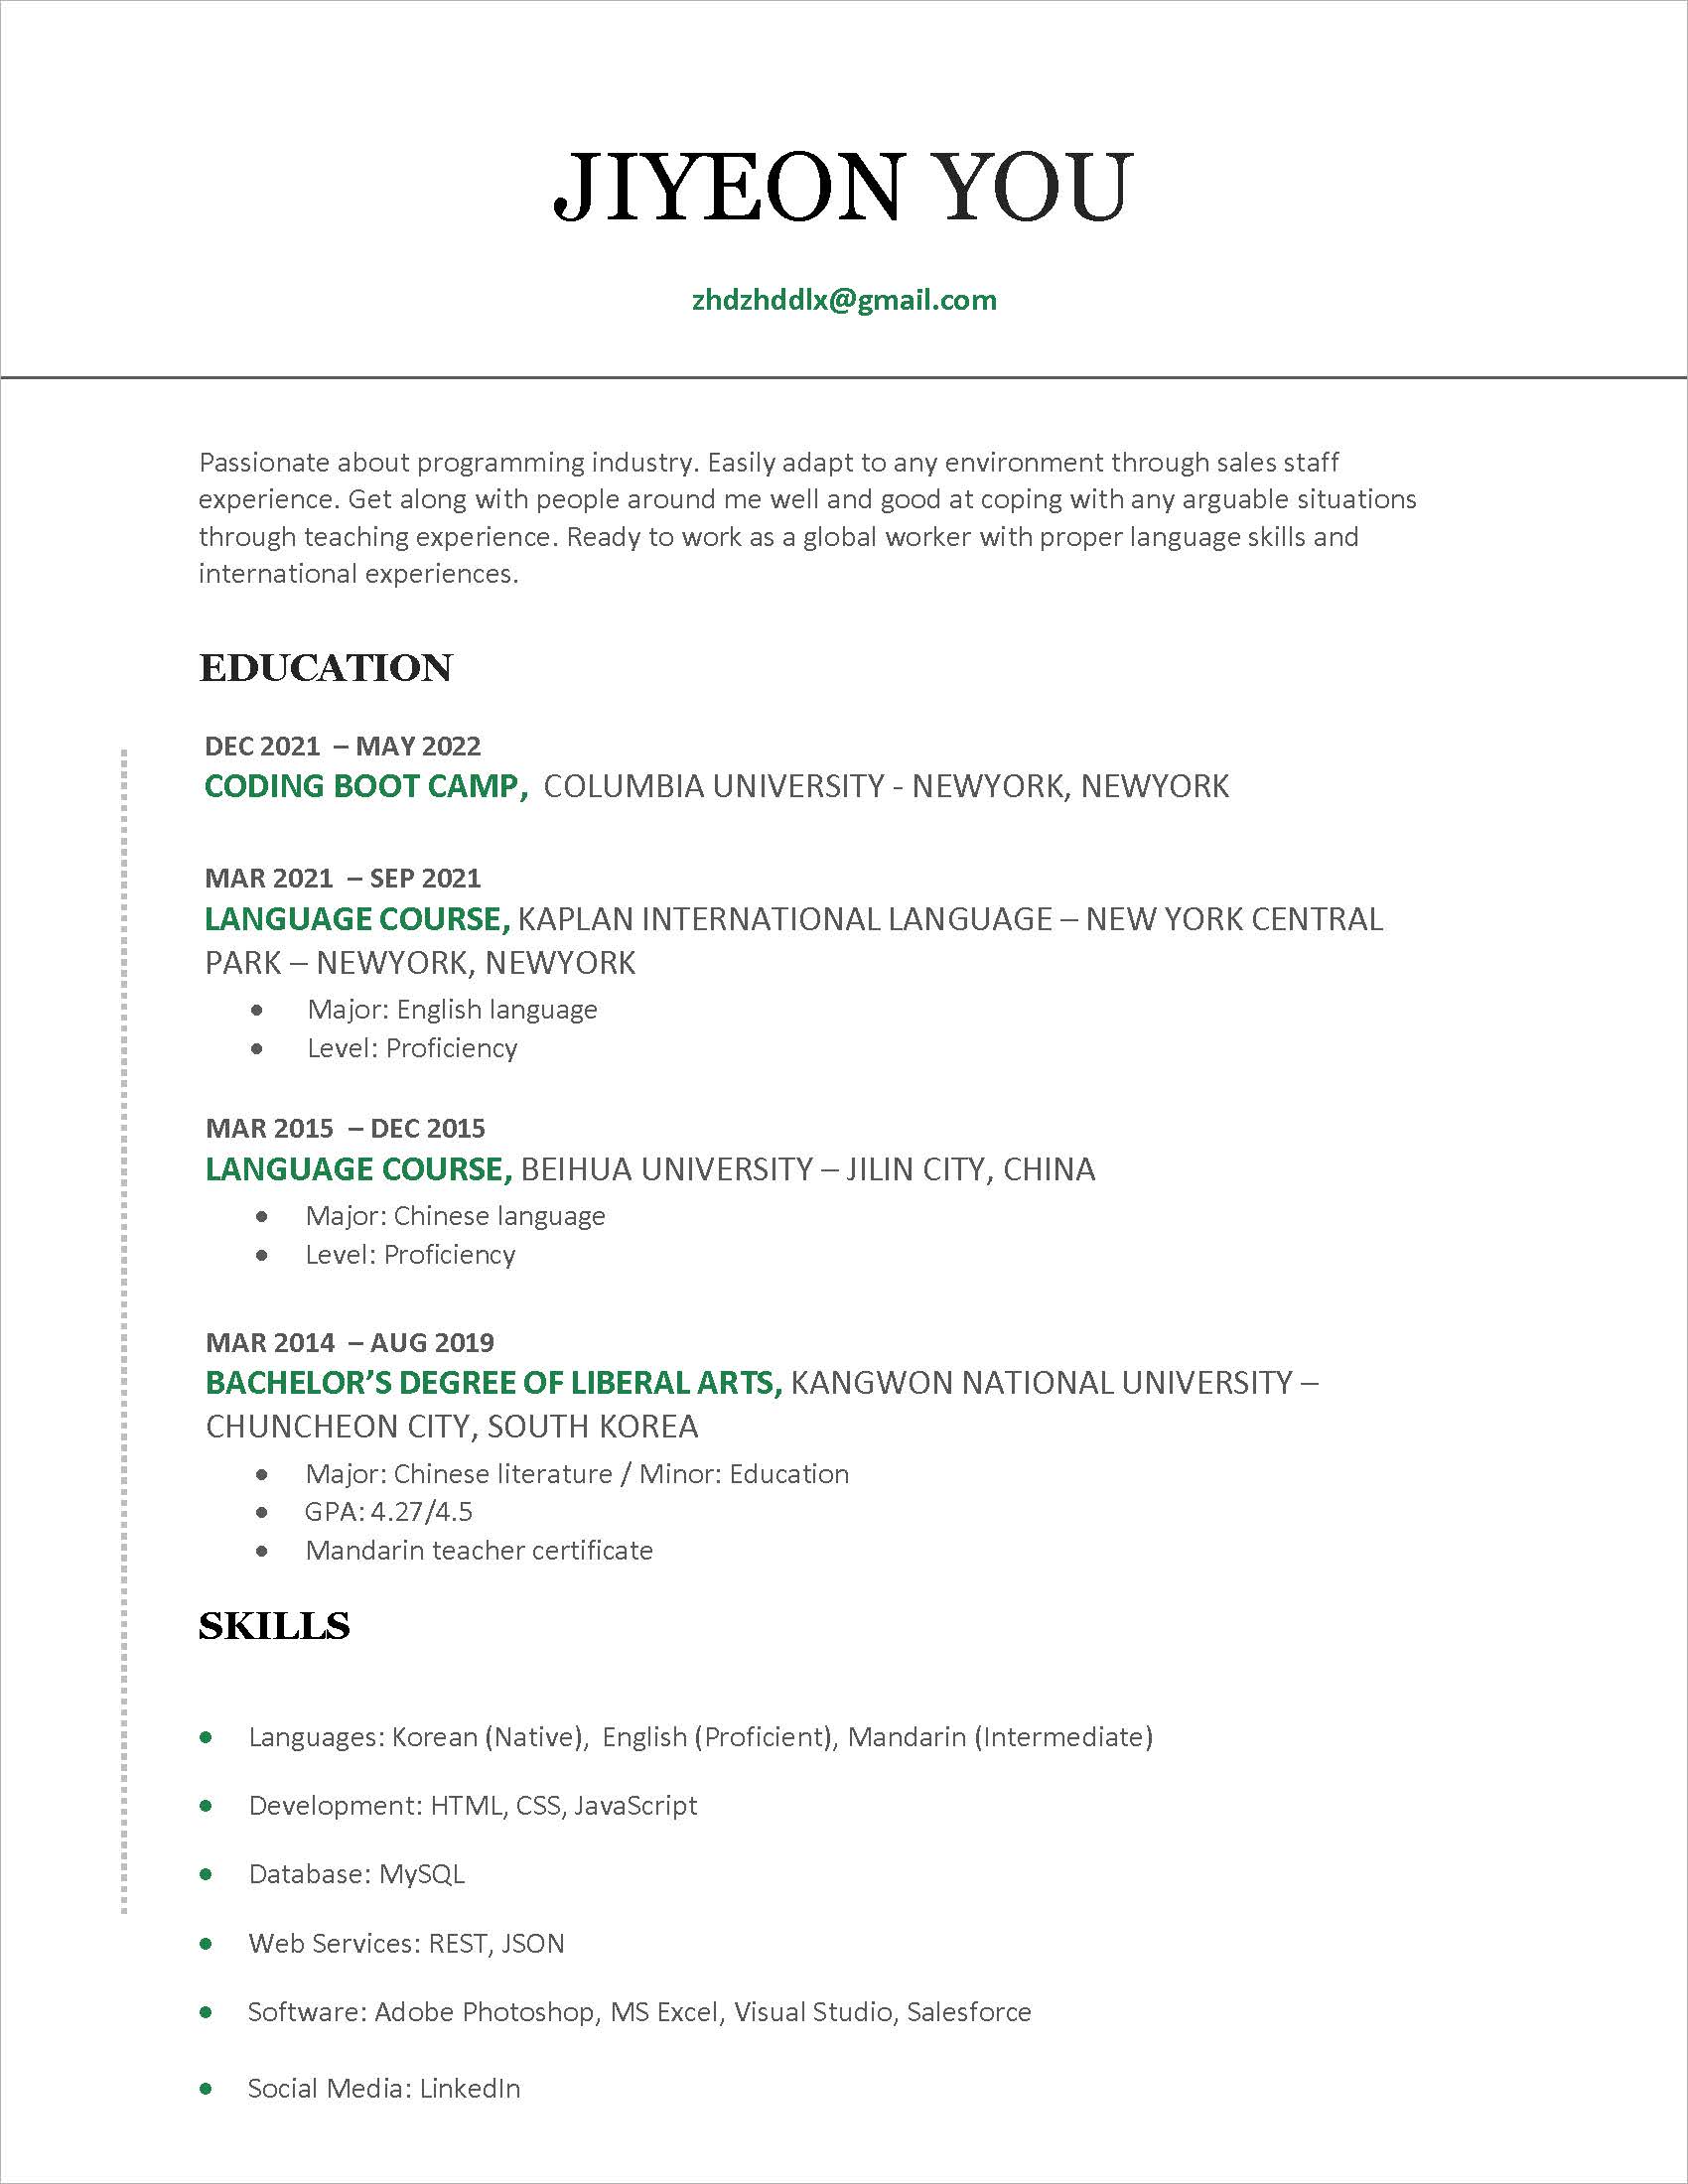 JIYEON YOU
zhdzhddlx@gmail.com
Passionate about programming industry. Easily adapt to any environment through sales staff
experience. Get along with people around me well and good at coping with any arguable situations
through teaching experience. Ready to work as a global worker with proper language skills and
international experiences.
EDUCATION
DEC 2021 – MAY 2022
CODING BOOT CAMP, COLUMBIA UNIVERSITY - NEWYORK, NEWYORK
MAR 2021 – SEP 2021
LANGUAGE COURSE, KAPLAN INTERNATIONAL LANGUAGE – NEW YORK CENTRAL
PARK – NEWYORK, NEWYORK
• Major: English language
• Level: Proficiency
MAR 2015 – DEC 2015
LANGUAGE COURSE, BEIHUA UNIVERSITY – JILIN CITY, CHINA
• Major: Chinese language
• Level: Proficiency
MAR 2014 – AUG 2019
BACHELOR’S DEGREE OF LIBERAL ARTS, KANGWON NATIONAL UNIVERSITY –
CHUNCHEON CITY, SOUTH KOREA
• Major: Chinese literature / Minor: Education
• GPA: 4.27/4.5
• Mandarin teacher certificate
SKILLS
• Languages: Korean (Native), English (Proficient), Mandarin (Intermediate)
• Development: HTML, CSS, JavaScript
• Database: MySQL
• Web Services: REST, JSON
• Software: Adobe Photoshop, MS Excel, Visual Studio, Salesforce
• Social Media: LinkedIn